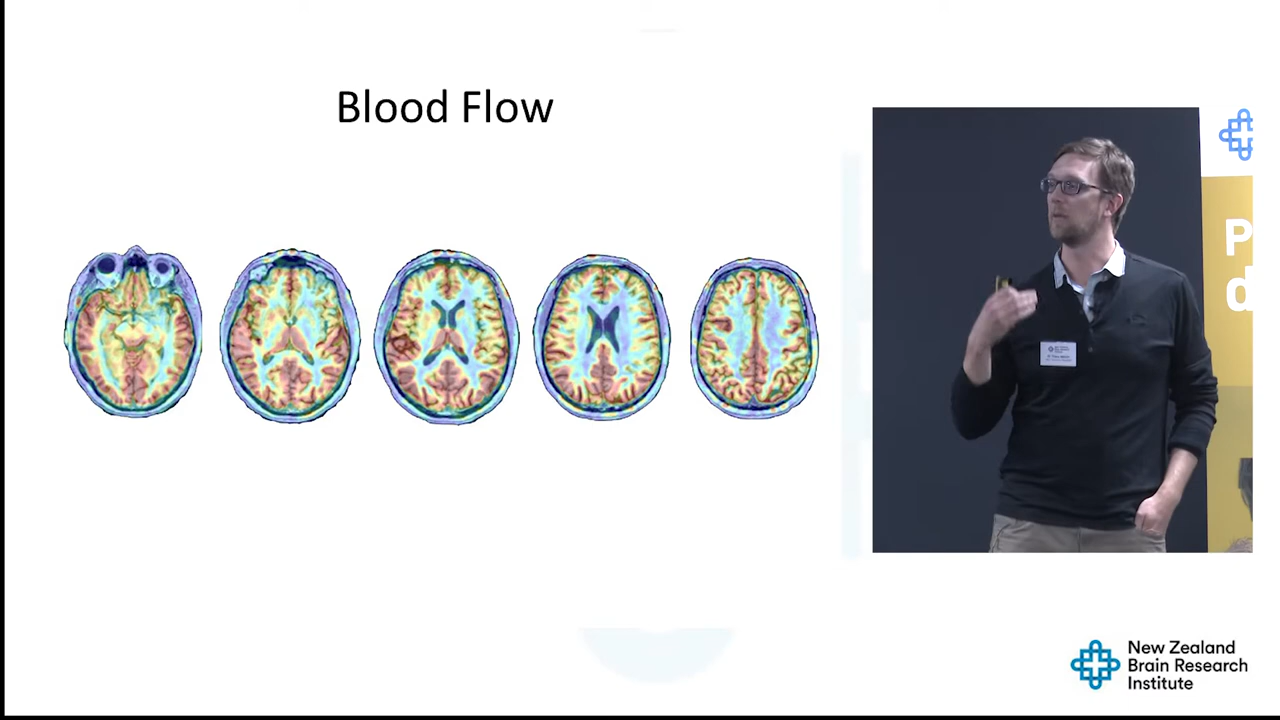 Blood Flow
P
d
New Zealand
Brain Research
Institute